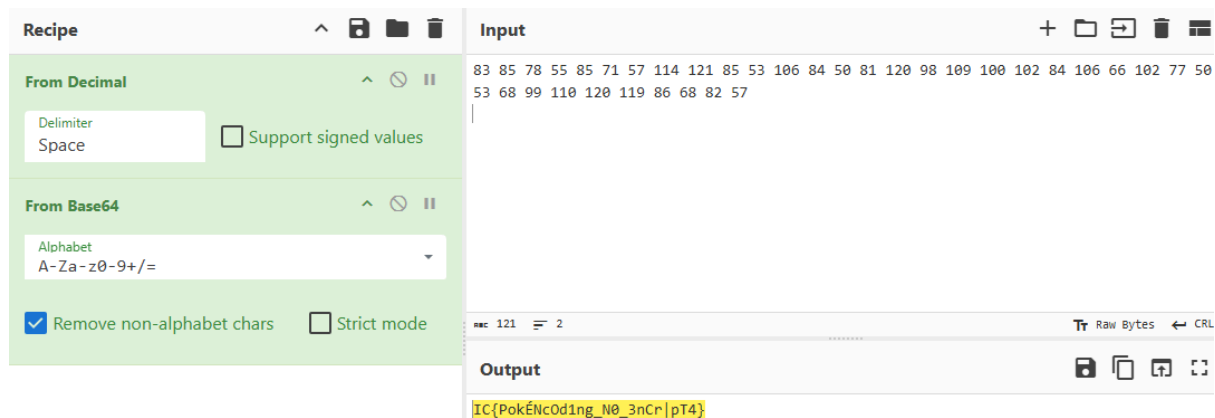 Recipe
Input
From Decimal
Delimiter
Space
Support signed values
From Base64
Alphabet
A-Za-z0-9+/=
Remove non-alphabet chars
Strict mode
83 85 78 55 85 71 57 114 121 85 53 106 84 50 81 120 98 109 100 102 84 106 66 102 77 50
53 68 99 110 120 119 86 68 82 57
ABC 121 2
Tт Raw Bytes CRL
Output
IC{PokÉNcOd1ng_N0_3nCr|pT4}